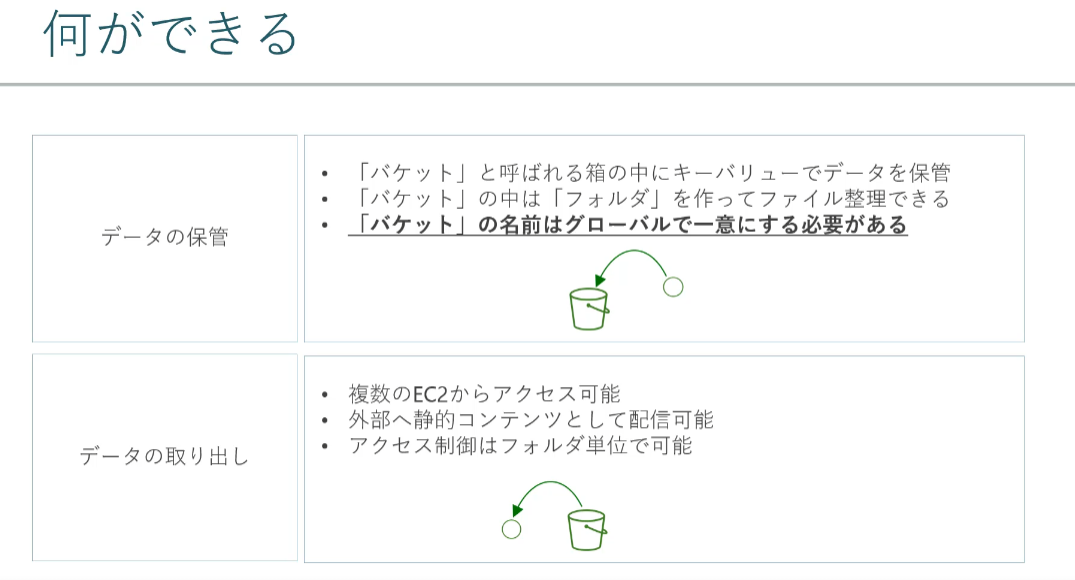 何ができる
データの保管
• 「バケット」と呼ばれる箱の中にキーバリューでデータを保管
• 「バケット」の中は「フォルダ」を作ってファイル整理できる
• 「バケット」の名前はグローバルで一意にする必要がある
データの取り出し
• 複数のEC2からアクセス可能
• 外部へ静的コンテンツとして配信可能
• アクセス制御はフォルダ単位で可能